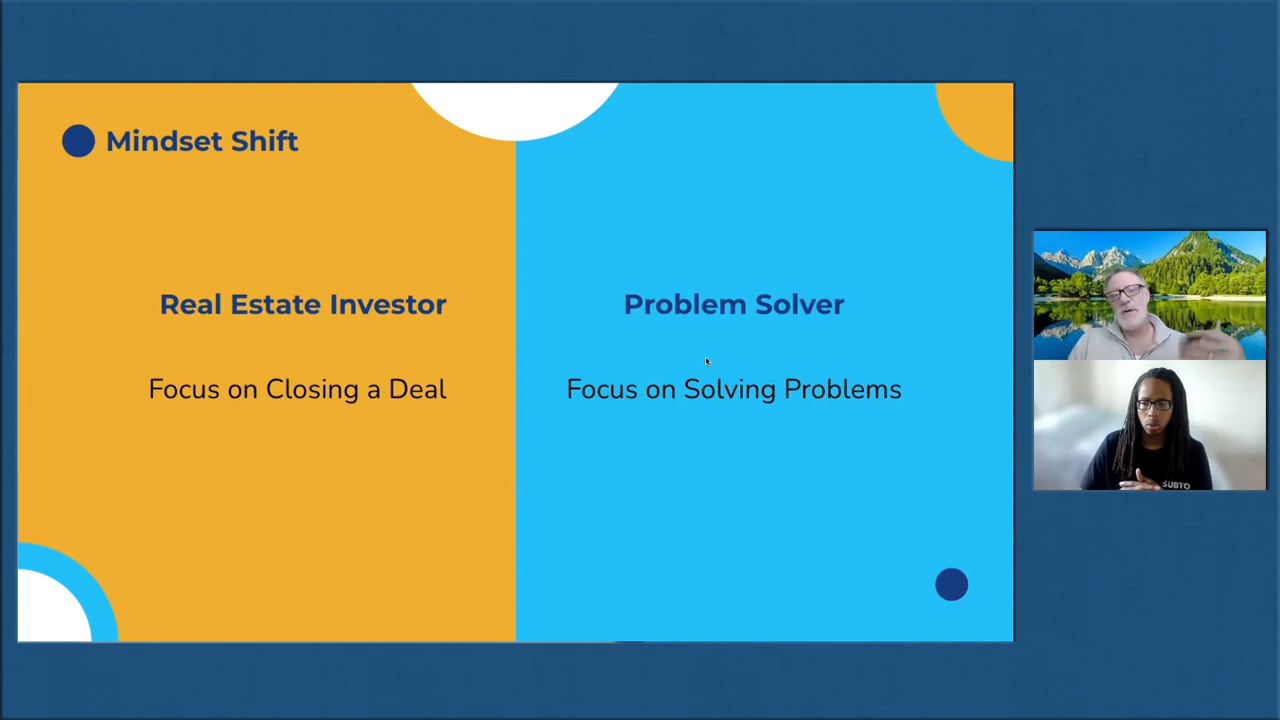 Mindset Shift
Real Estate Investor
Focus on Closing a Deal
Problem Solver
Focus on Solving Problems
SUBTO